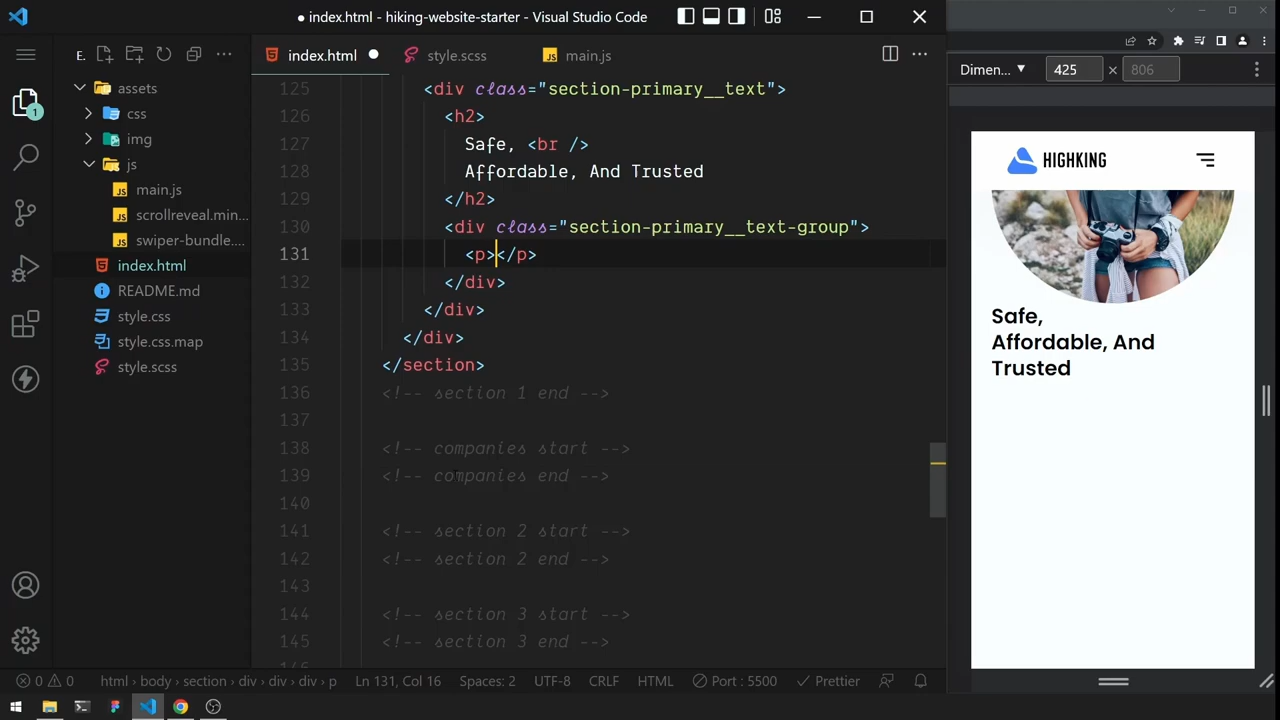 ● index.html - hiking-website-starter - Visual Studio Code
E.
index.html ●
style.scss
JS main.js
Dimen... ▼ 425 × 806
assets
css
img
js
JS main.js
JS scrollreveal.min...
JS swiper-bundle....
index.html
README.md
style.css
style.css.map
style.scss
1
125 <div class="section-primary__text">
126 <h2>
127 Safe, <br />
128 Affordable, And Trusted
129 </h2>
130 <div class="section-primary__text-group">
131 <p></p>
132 </div>
133 </div>
134 </div>
135 </section>
136 <!-- section 1 end -->
137
138 <!-- companies start -->
139 <!-- companies end -->
140
141 <!-- section 2 start -->
142 <!-- section 2 end -->
143
144 <!-- section 3 start -->
145 <!-- section 3 end -->
HIGHKING
Safe,
Affordable, And
Trusted
0 0 html › body › section › div › div › div › p Ln 131, Col 16 Spaces: 2 UTF-8 CRLF HTML Port : 5500 Prettier